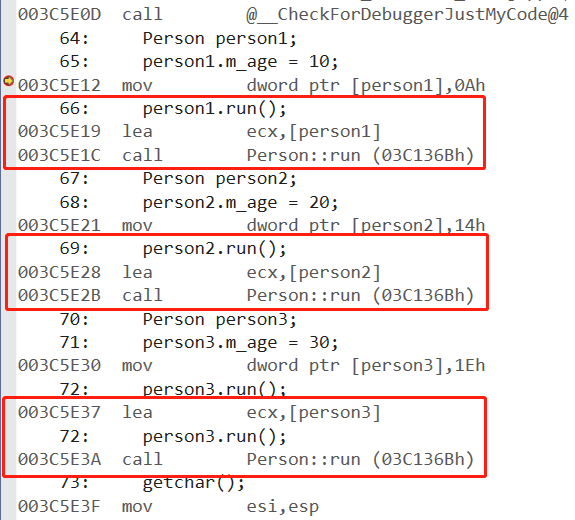 003C5E0D call @__CheckForDebuggerJustMyCode@4
64: Person person1;
65: person1.m_age = 10;
003C5E12 mov dword ptr [person1],0Ah
66: person1.run();
003C5E19 lea ecx,[person1]
003C5E1C call Person::run (03C136Bh)
67: Person person2;
68: person2.m_age = 20;
003C5E21 mov dword ptr [person2],14h
69: person2.run();
003C5E28 lea ecx,[person2]
003C5E2B call Person::run (03C136Bh)
70: Person person3;
71: person3.m_age = 30;
003C5E30 mov dword ptr [person3],1Eh
72: person3.run();
003C5E37 lea ecx,[person3]
72: person3.run();
003C5E3A call Person::run (03C136Bh)
73: getchar();
003C5E3F mov esi,esp